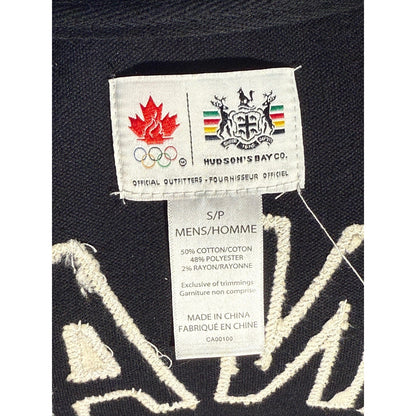 HUDSON'S BAY CO.
OFFICIAL OUTFITTERS • FOURNISSEUR OFFICIEL
S/P
MENS/HOMME
50% COTTON/COTON
48% POLYESTER
2% RAYON/RAYONNE
Exclusive of trimmings
Garniture non comprise
MADE IN CHINA
FABRIQUÉ EN CHINE
CA00100